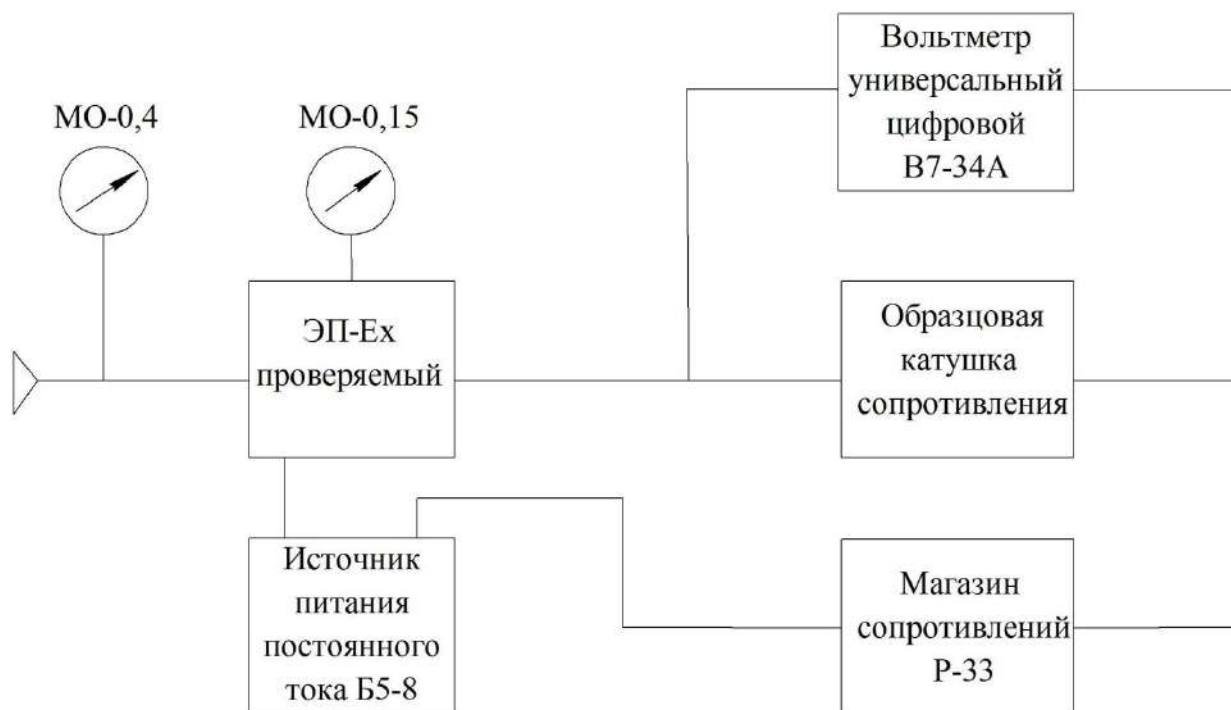 МО-0,4
МО-0,15
Вольтметр
универсальный
цифровой
В7-34А
ЭП-Ех
проверяемый
Образцовая
катушка
сопротивления
Источник
питания
постоянного
тока Б5-8
Магазин
сопротивлений
Р-33